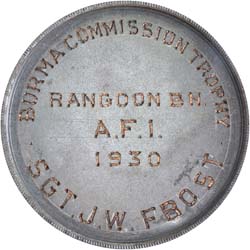 BURMA COMMISSION TROPHY
RANGOON BN.
A.F.I.
1930
SGT J.W. FROST